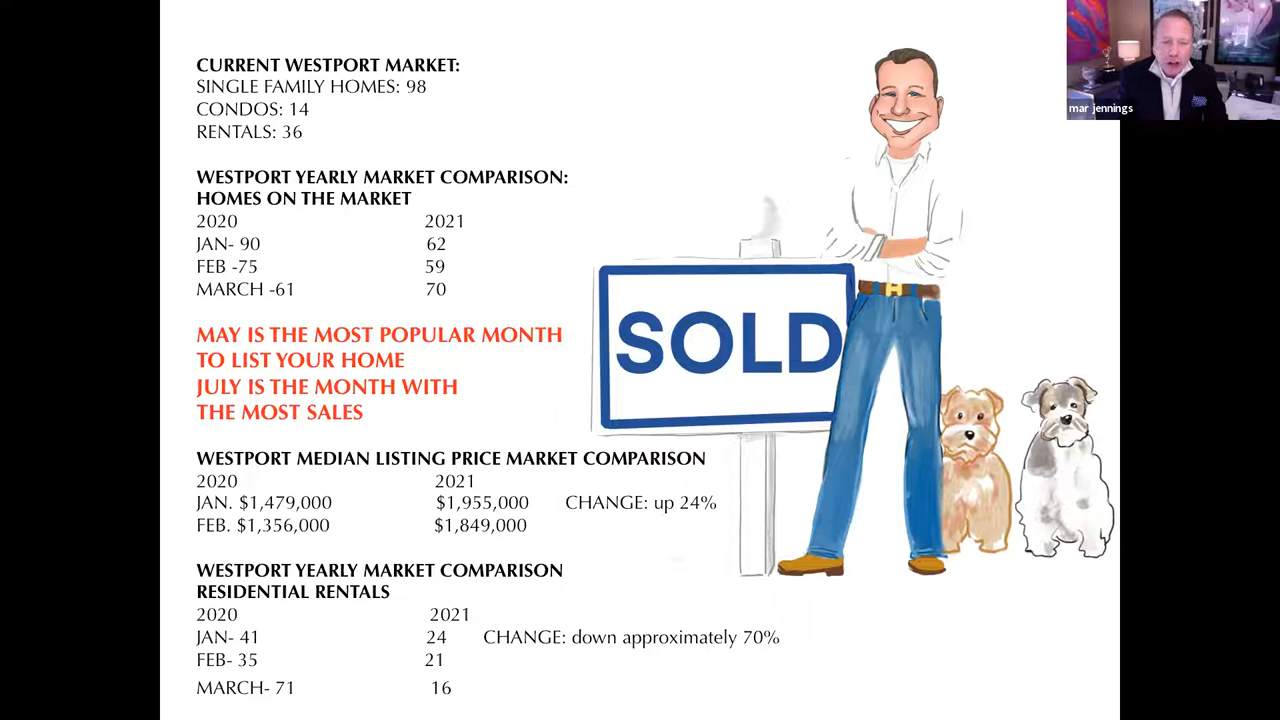 CURRENT WESTPORT MARKET:
SINGLE FAMILY HOMES: 98
CONDOS: 14
RENTALS: 36
WESTPORT YEARLY MARKET COMPARISON:
HOMES ON THE MARKET
2020 2021
JAN- 90 62
FEB -75 59
MARCH -61 70
MAY IS THE MOST POPULAR MONTH
TO LIST YOUR HOME
JULY IS THE MONTH WITH
THE MOST SALES
WESTPORT MEDIAN LISTING PRICE MARKET COMPARISON
2020 2021
JAN. $1,479,000 $1,955,000 CHANGE: up 24%
FEB. $1,356,000 $1,849,000
WESTPORT YEARLY MARKET COMPARISON
RESIDENTIAL RENTALS
2020 2021
JAN- 41 24 CHANGE: down approximately 70%
FEB- 35 21
MARCH- 71 16
SOLD
mar jennings